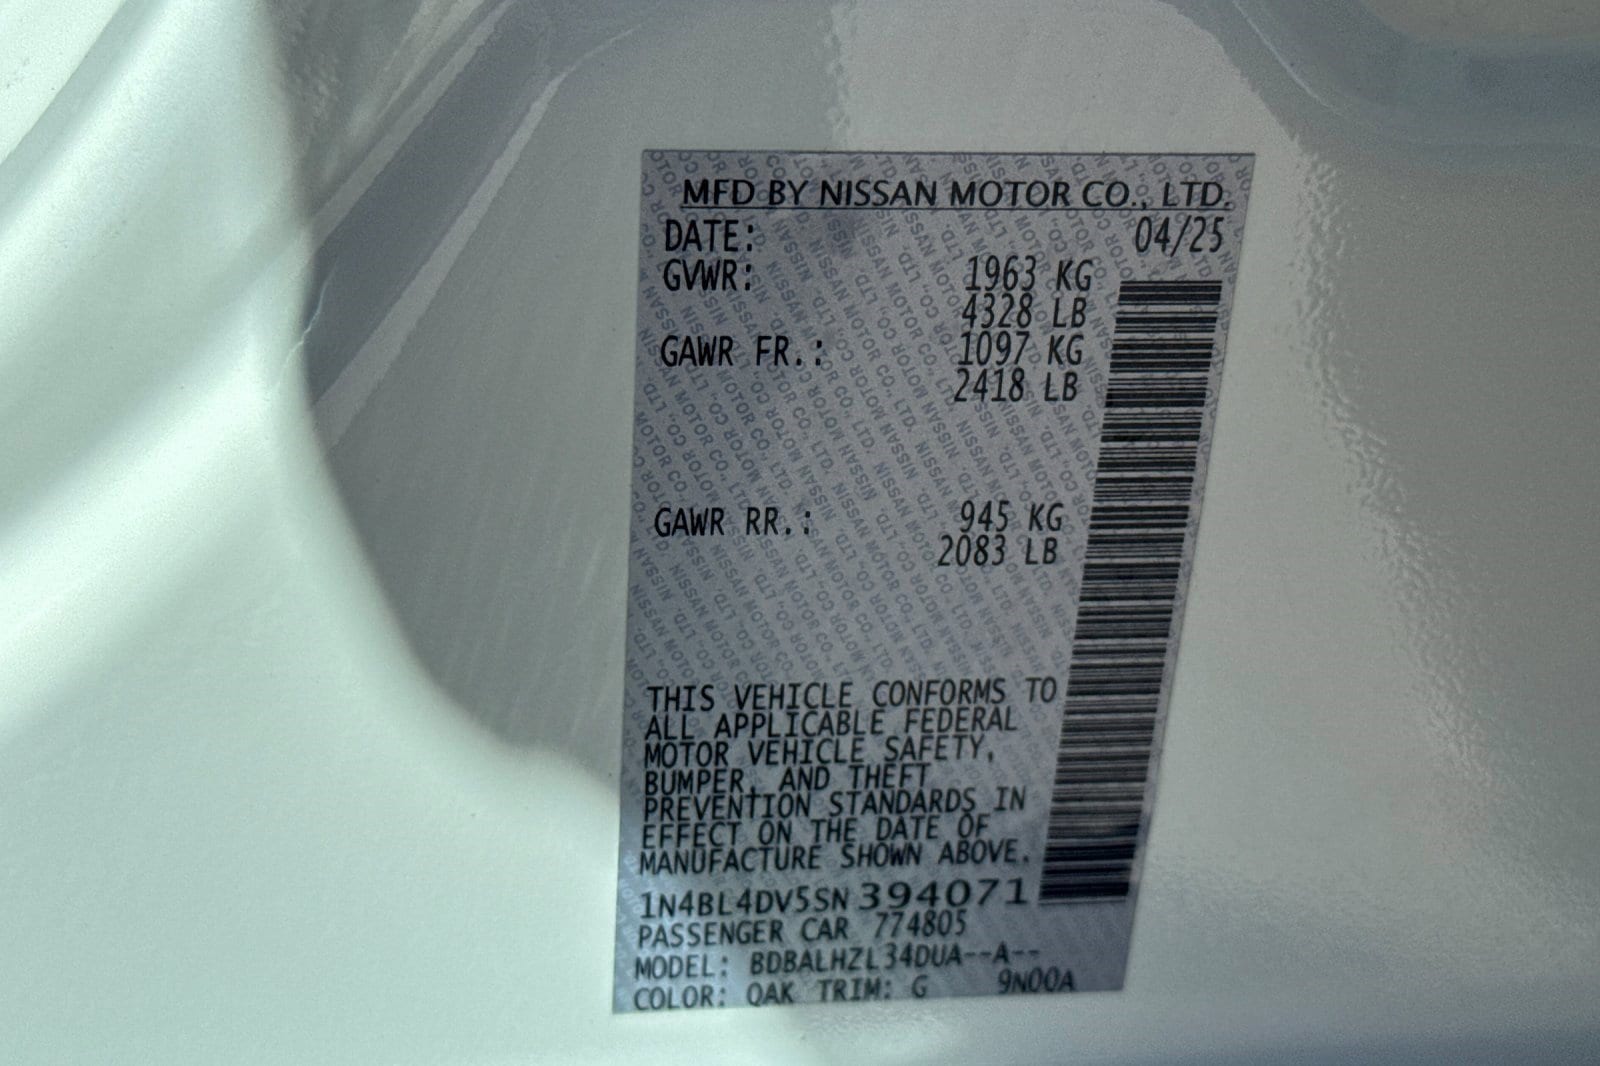 MFD BY NISSAN MOTOR CO., LTD.
DATE: 04/25
GVWR: 1963 KG
4328 LB
GAWR FR.: 1097 KG
2418 LB
GAWR RR.: 945 KG
2083 LB
THIS VEHICLE CONFORMS TO
ALL APPLICABLE FEDERAL
MOTOR VEHICLE SAFETY,
BUMPER, AND THEFT
PREVENTION STANDARDS IN
EFFECT ON THE DATE OF
MANUFACTURE SHOWN ABOVE.
1N4BL4DV5SN394071
PASSENGER CAR 774805
MODEL: BDBALHZL34DUA--A--
COLOR: QAK TRIM: G 9N00A